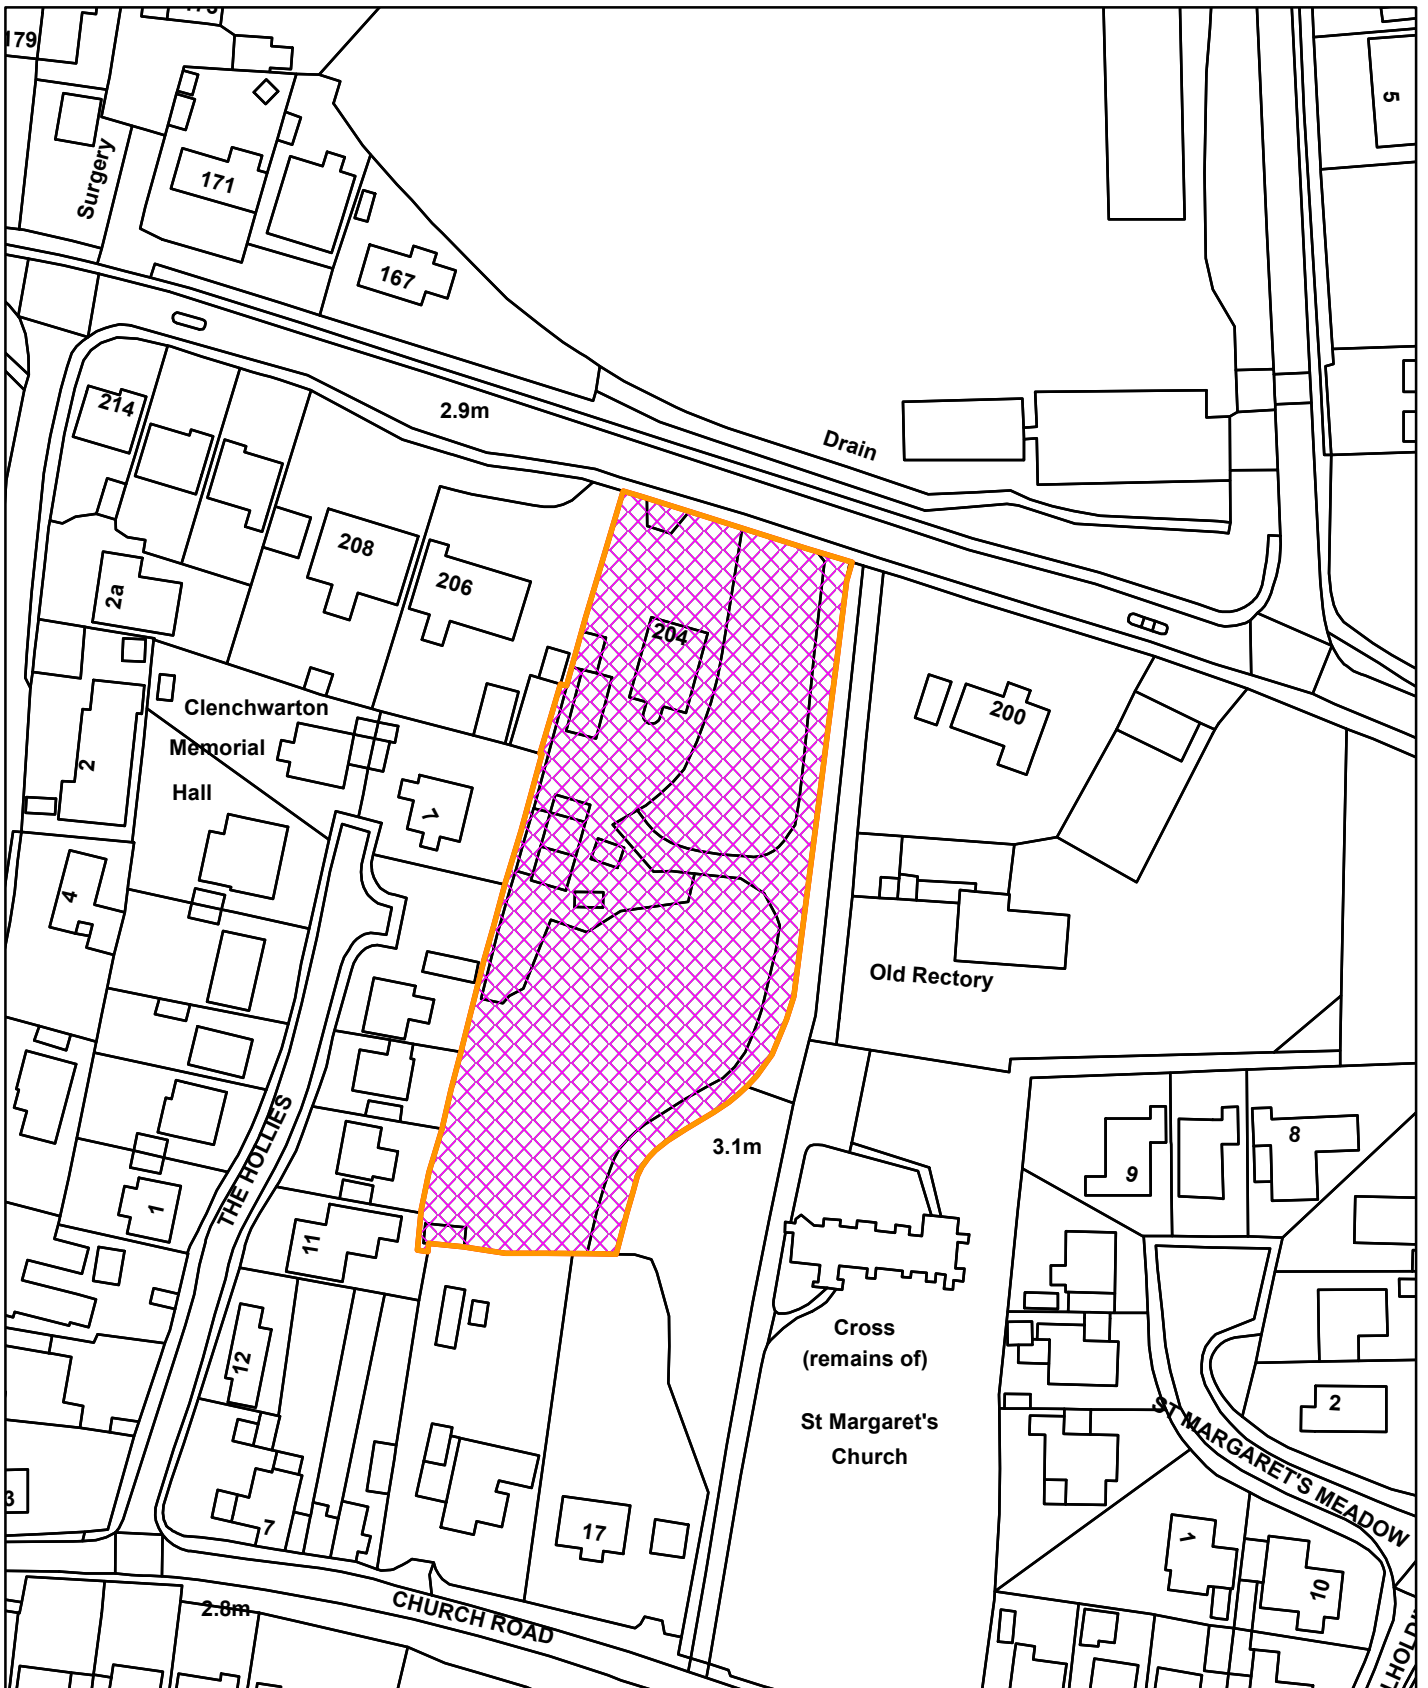 179
5
Surgery
171
167
2.9m
214
Drain
208
206
2a
204
200
Clenchwarton
Memorial
Hall
2
7
4
Old Rectory
THE HOLLIES
3.1m
9
8
1
11
Cross
(remains of)
12
St Margaret's
Church
2
ST MARGARET'S MEADOW
3
7
17
1
10
2.8m
CHURCH ROAD